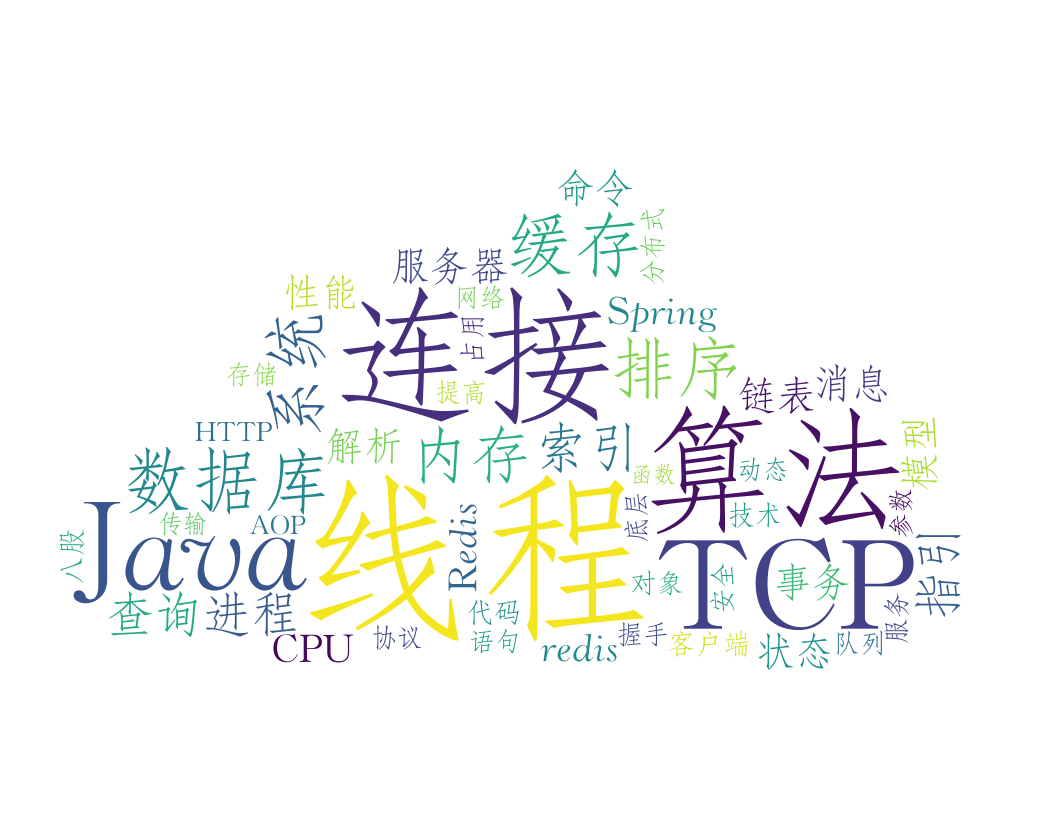 命令
缓存
分布式
服务器
性能
网络
连接
占用
Spring
系统
排序
存储
提高
链表
消息
HTTP
解析
内存
索引
算法
模型
数据库
函数
动态
Java
传输
AOP
线程
Redis
底层
技术
参数
八股
TCP
指引
查询
进程
对象
安全
事务
代码
服务
CPU
协议
语句
redis
握手
客户端
状态
队列